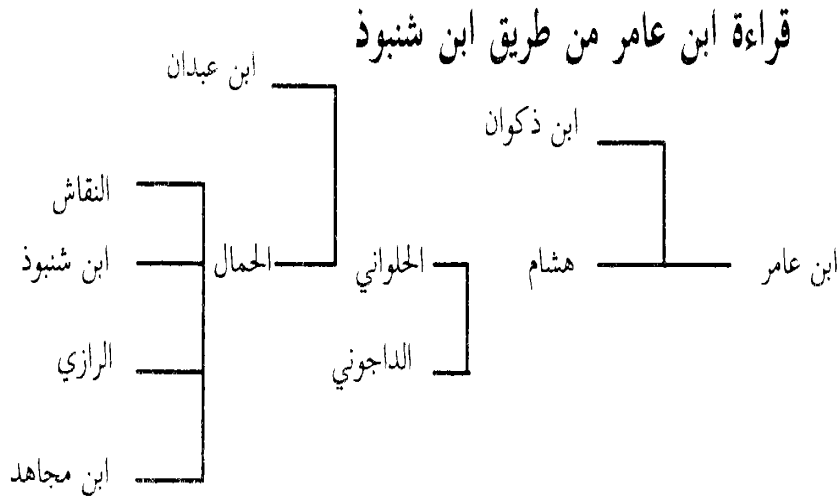 قراءة ابن عامر من طريق ابن شنبوذ
ابن عبدان
ابن ذكوان
النقاش
ابن عامر
هشام
الحلواني
الحمال
ابن شنبوذ
الداجوني
الرازي
ابن مجاهد